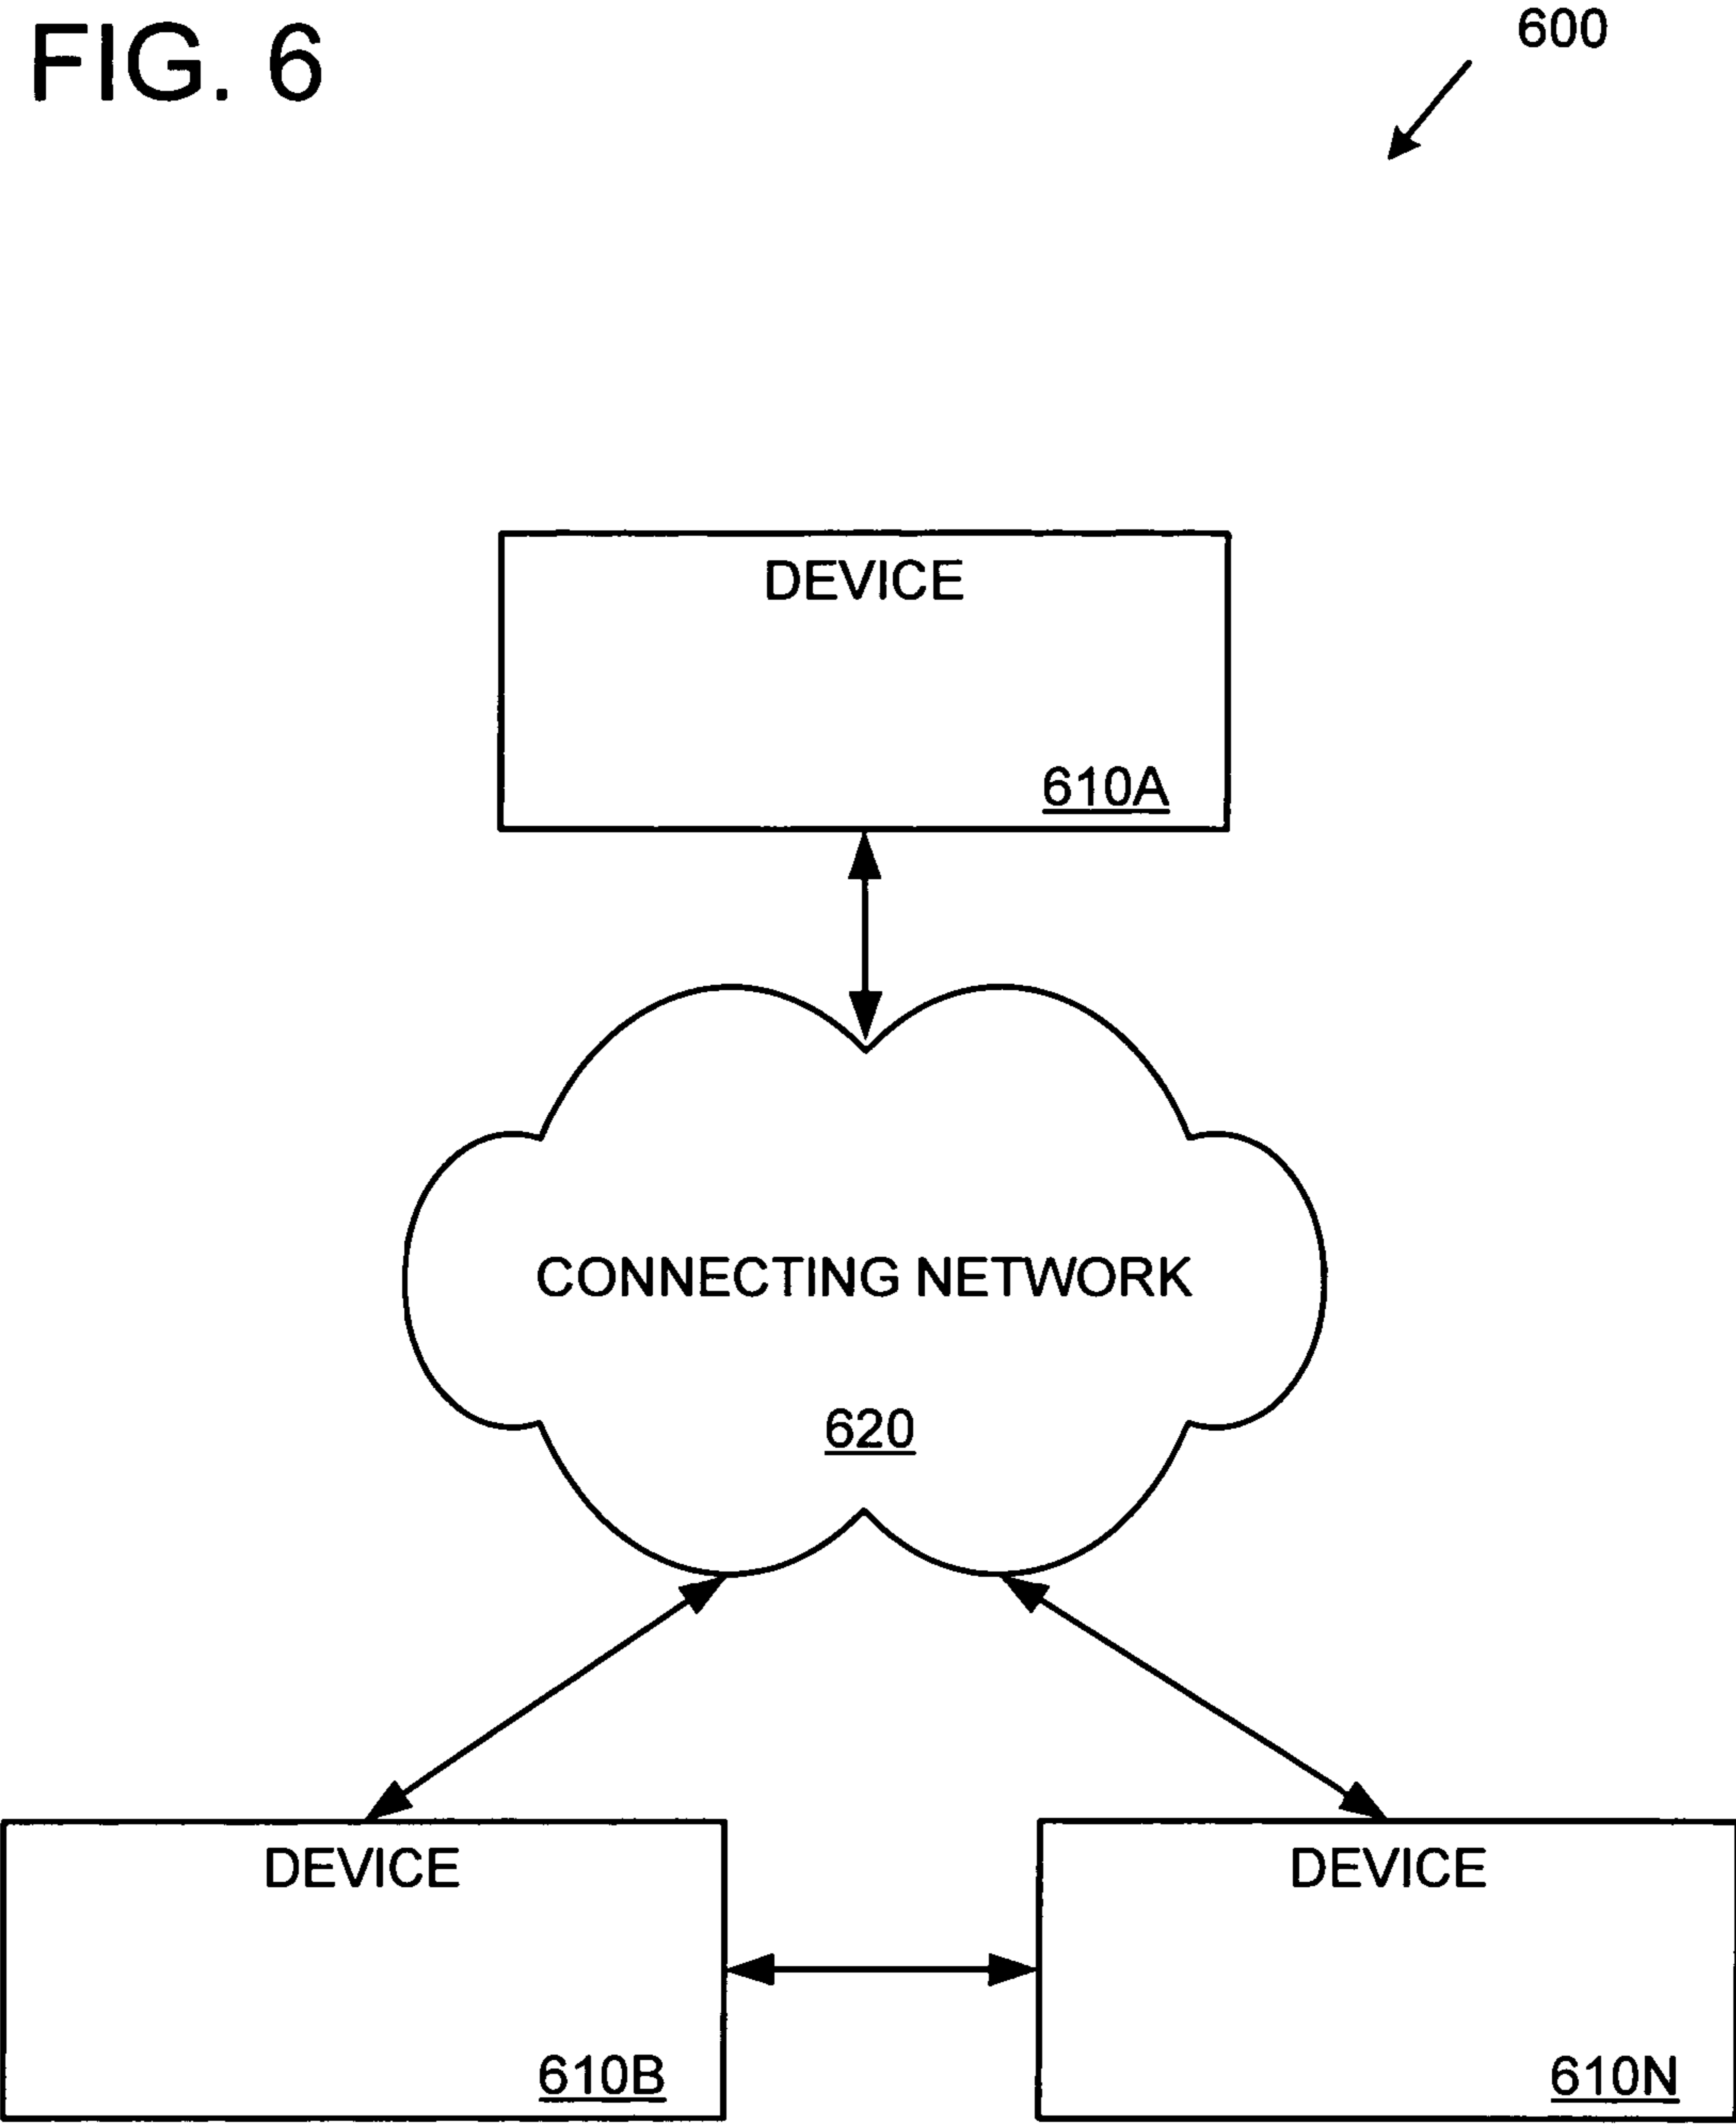 FIG. 6
600
DEVICE
610A
CONNECTING NETWORK
620
DEVICE
610B
DEVICE
610N